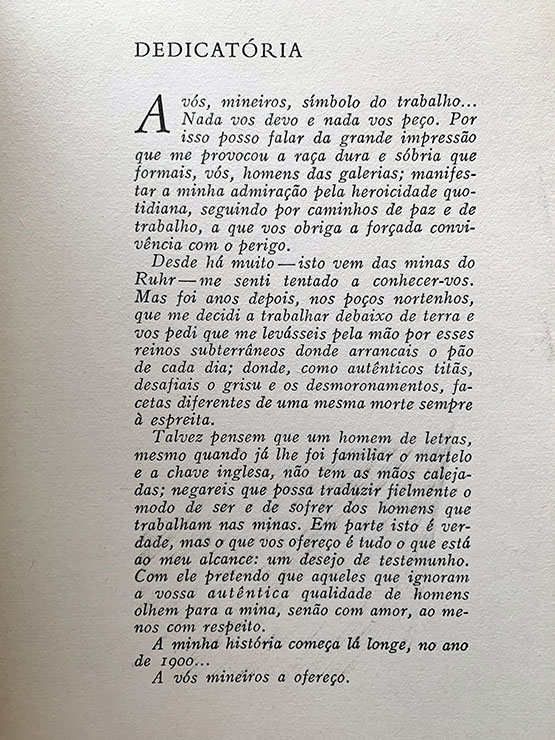 DEDICATÓRIA
A vós, mineiros, símbolo do trabalho...
Nada vos devo e nada vos peço. Por
isso posso falar da grande impressão
que me provocou a raça dura e sóbria que
formais, vós, homens das galerias; manifes-
tar a minha admiração pela heroicidade quo-
tidiana, seguindo por caminhos de paz e de
trabalho, a que vos obriga a forçada convi-
vência com o perigo.
Desde há muito — isto vem das minas do
Ruhr — me senti tentado a conhecer-vos.
Mas foi anos depois, nos poços nortenhos,
que me decidi a trabalhar debaixo de terra e
vos pedi que me levásseis pela mão por esses
reinos subterrâneos donde arrancais o pão
de cada dia; donde, como autênticos titãs,
desafiais o grisu e os desmoronamentos, fa-
cetas diferentes de uma mesma morte sempre
à espreita.
Talvez pensem que um homem de letras,
mesmo quando já lhe foi familiar o martelo
e a chave inglesa, não tem as mãos caleja-
das; negareis que possa traduzir fielmente o
modo de ser e de sofrer dos homens que
trabalham nas minas. Em parte isto é ver-
dade, mas o que vos ofereço é tudo o que está
ao meu alcance: um desejo de testemunho.
Com ele pretendo que aqueles que ignoram
a vossa autêntica qualidade de homens
olhem para a mina, senão com amor, ao me-
nos com respeito.
A minha história começa lá longe, no ano
de 1900...
A vós mineiros a ofereço.